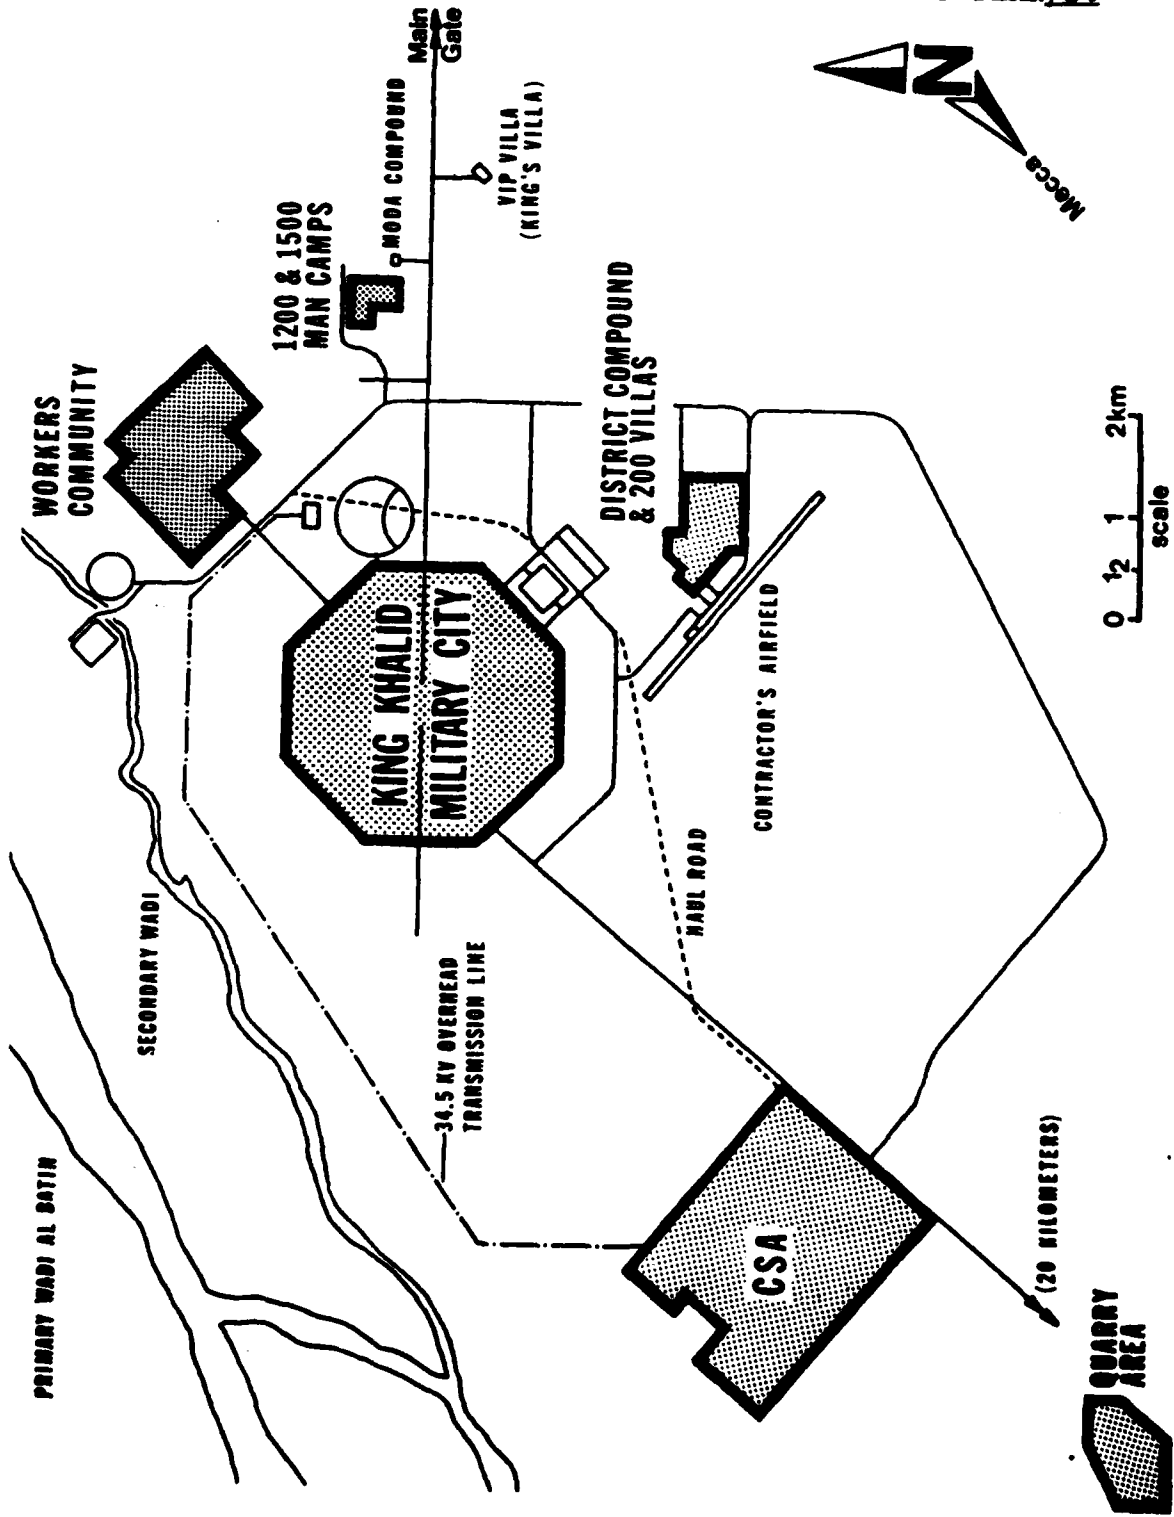 PRIMARY WADI AL BATIN
SECONDARY WADI
WORKERS
COMMUNITY
1200 & 1500
MAN CAMPS
MODA COMPOUND
Main
Gate
VIP VILLA
(KING'S VILLA)
KING KHALID
MILITARY CITY
34.5 KV OVERHEAD
TRANSMISSION LINE
DISTRICT COMPOUND
& 200 VILLAS
HAUL ROAD
CONTRACTOR'S AIRFIELD
CSA
(20 KILOMETERS)
QUARRY
AREA
N
Mecca
0 1/2 1 2km
scale